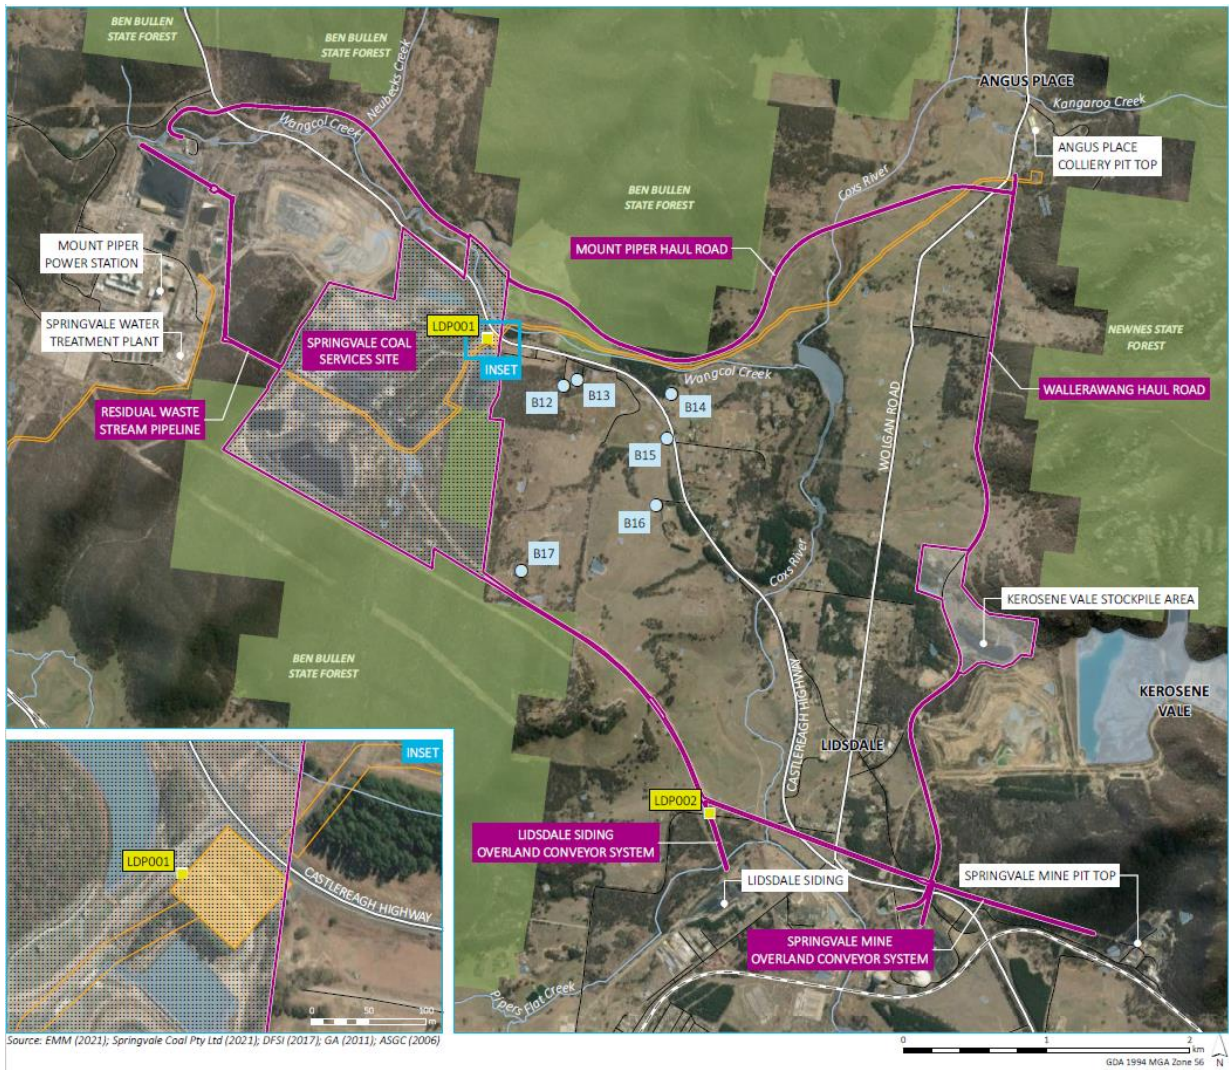 BEN BULLEN
STATE FOREST
BEN BULLEN
STATE FOREST
Neubecks Creek
Wangcol Creek
ANGUS PLACE
Kangaroo Creek
ANGUS PLACE
COLLIERY PIT TOP
Coxs River
BEN BULLEN
STATE FOREST
MOUNT PIPER HAUL ROAD
MOUNT PIPER
POWER STATION
SPRINGVALE WATER
TREATMENT PLANT
LDP001
SPRINGVALE COAL
SERVICES SITE
INSET
NEWNES STATE
FOREST
Wangcol Creek
WALLERAWANG HAUL ROAD
RESIDUAL WASTE
STREAM PIPELINE
B12
B13
B14
B15
B16
B17
WOLGAN ROAD
Coxs River
KEROSENE VALE STOCKPILE AREA
BEN BULLEN
STATE FOREST
CASTLEREAGH HIGHWAY
KEROSENE
VALE
LIDSDALE
LDP002
LIDSDALE SIDING
OVERLAND CONVEYOR SYSTEM
LIDSDALE SIDING
SPRINGVALE MINE PIT TOP
SPRINGVALE MINE
OVERLAND CONVEYOR SYSTEM
Pipers Flat Creek
INSET
LDP001
CASTLEREAGH HIGHWAY
0 50 100
m
Source: EMM (2021); Springvale Coal Pty Ltd (2021); DFSI (2017); GA (2011); ASGC (2006)
0 1 2
km
GDA 1994 MGA Zone 56
N